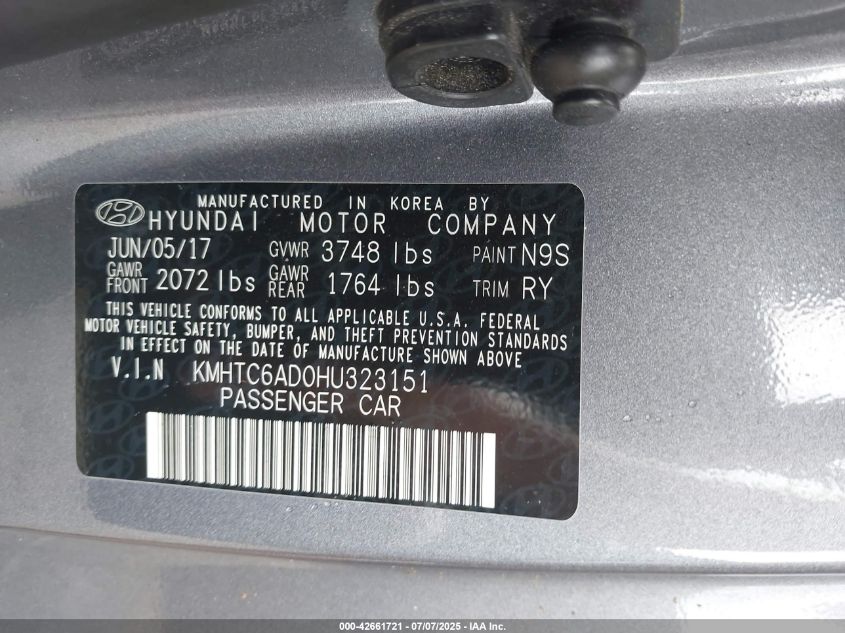 MANUFACTURED IN KOREA BY
HYUNDAI MOTOR COMPANY
JUN/05/17 GVWR 3748 lbs PAINT N9S
GAWR FRONT 2072 lbs GAWR REAR 1764 lbs TRIM RY
THIS VEHICLE CONFORMS TO ALL APPLICABLE U.S.A. FEDERAL
MOTOR VEHICLE SAFETY, BUMPER, AND THEFT PREVENTION STANDARDS
IN EFFECT ON THE DATE OF MANUFACTURE SHOWN ABOVE
V.I.N KMHTC6AD0HU323151
PASSENGER CAR
000-42661721 - 07/07/2025 - IAA Inc.